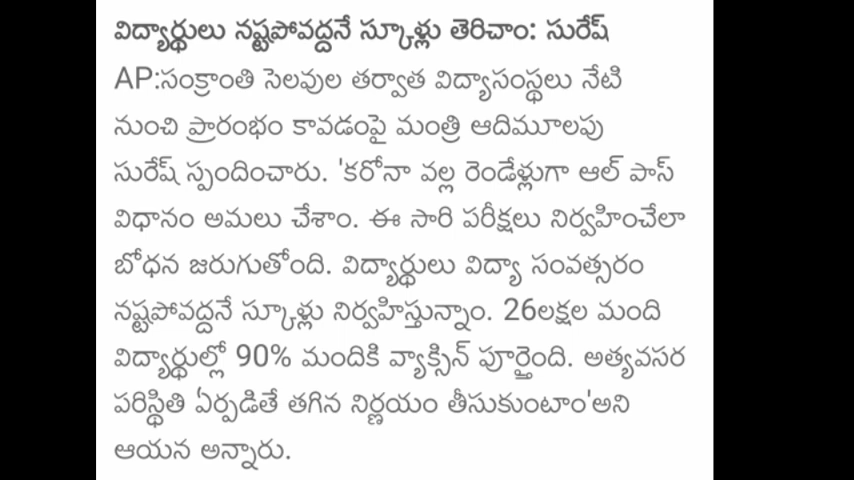 విద్యార్థులు నష్టపోవద్దనే స్కూళ్లు తెరిచాం: సురేష్
AP:సంక్రాంతి సెలవుల తర్వాత విద్యాసంస్థలు నేటి
నుంచి ప్రారంభం కావడంపై మంత్రి ఆదిమూలపు
సురేష్ స్పందించారు. 'కరోనా వల్ల రెండేళ్లుగా ఆల్ పాస్
విధానం అమలు చేశాం. ఈ సారి పరీక్షలు నిర్వహించేలా
బోధన జరుగుతోంది. విద్యార్థులు విద్యా సంవత్సరం
నష్టపోవద్దనే స్కూళ్లు నిర్వహిస్తున్నాం. 26లక్షల మంది
విద్యార్థుల్లో 90% మందికి వ్యాక్సిన్ పూర్తైంది. అత్యవసర
పరిస్థితి ఏర్పడితే తగిన నిర్ణయం తీసుకుంటాం'అని
ఆయన అన్నారు.